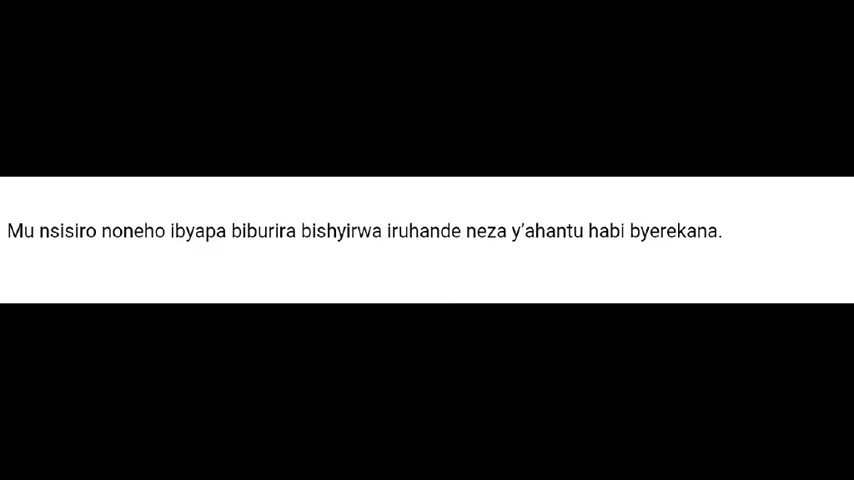 Mu nsisiro noneho ibyapa biburira bishyirwa iruhande neza y’ahantu habi byerekana.